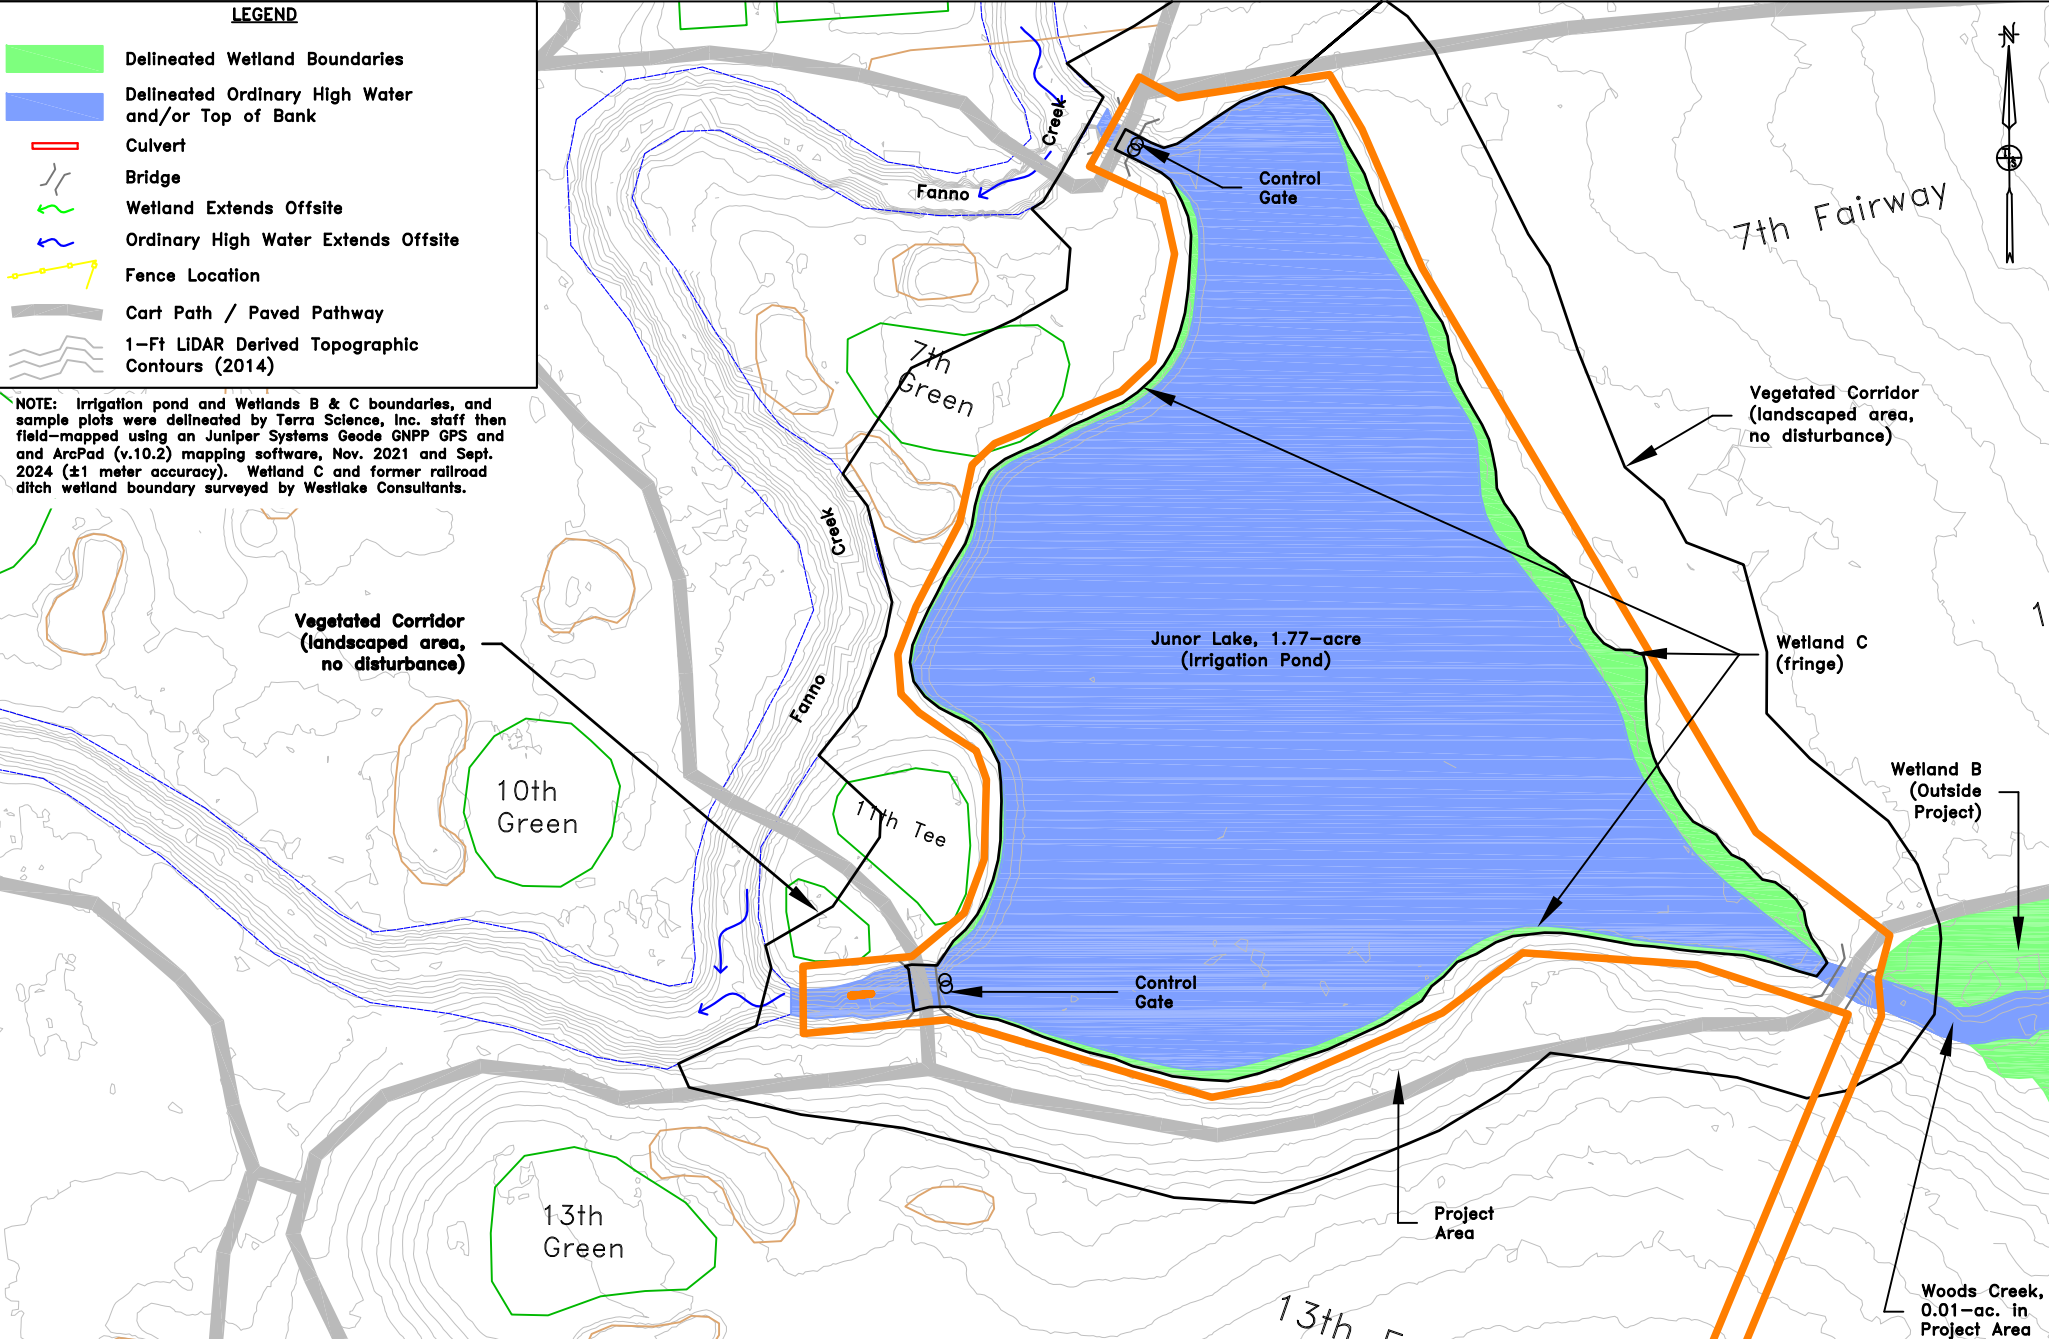 LEGEND
Delineated Wetland Boundaries
Delineated Ordinary High Water
and/or Top of Bank
Culvert
Bridge
Wetland Extends Offsite
Ordinary High Water Extends Offsite
Fence Location
Cart Path / Paved Pathway
1-Ft LiDAR Derived Topographic
Contours (2014)
NOTE: Irrigation pond and Wetlands B & C boundaries, and
sample plots were delineated by Terra Science, Inc. staff then
field-mapped using an Juniper Systems Geode GNPP GPS and
and ArcPad (v.10.2) mapping software, Nov. 2021 and Sept.
2024 (±1 meter accuracy). Wetland C and former railroad
ditch wetland boundary surveyed by Westlake Consultants.
N
Creek
Fanno
Control
Gate
7th Fairway
7th
Green
Vegetated Corridor
(landscaped area,
no disturbance)
Creek
Fanno
Vegetated Corridor
(landscaped area,
no disturbance)
Junor Lake, 1.77-acre
(Irrigation Pond)
Wetland C
(fringe)
1
10th
Green
11th Tee
Wetland B
(Outside
Project)
Control
Gate
Project
Area
13th
Green
13th F
Woods Creek,
0.01-ac. in
Project Area